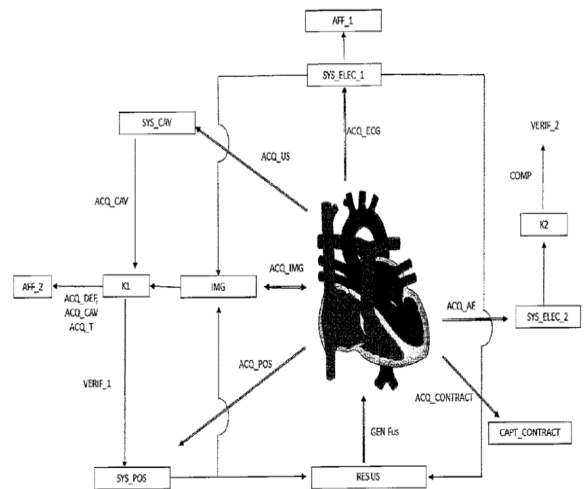 AFF_1
SYS_ELEC_1
SYS_CAV
ACQ_ECG
VERIF_2
ACQ_US
COMP
ACQ_CAV
K2
ACQ_IMG
AFF_2
K1
IMG
ACQ_DEF,
ACQ_CAV
ACQ_T
ACQ_AE
SYS_ELEC_2
ACQ_POS
VERIF_1
ACQ_CONTRACT
GEN Fus
CAPT_CONTRACT
SYS_POS
RES US